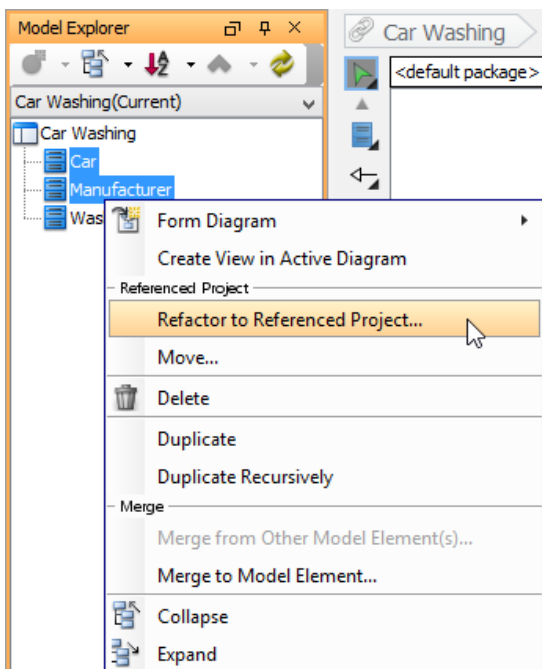 Model Explorer
Car Washing
<default package>
Car Washing(Current)
Car Washing
Car
Manufacturer
Was
Form Diagram
Create View in Active Diagram
Referenced Project
Refactor to Referenced Project...
Move...
Delete
Duplicate
Duplicate Recursively
Merge
Merge from Other Model Element(s)...
Merge to Model Element...
Collapse
Expand